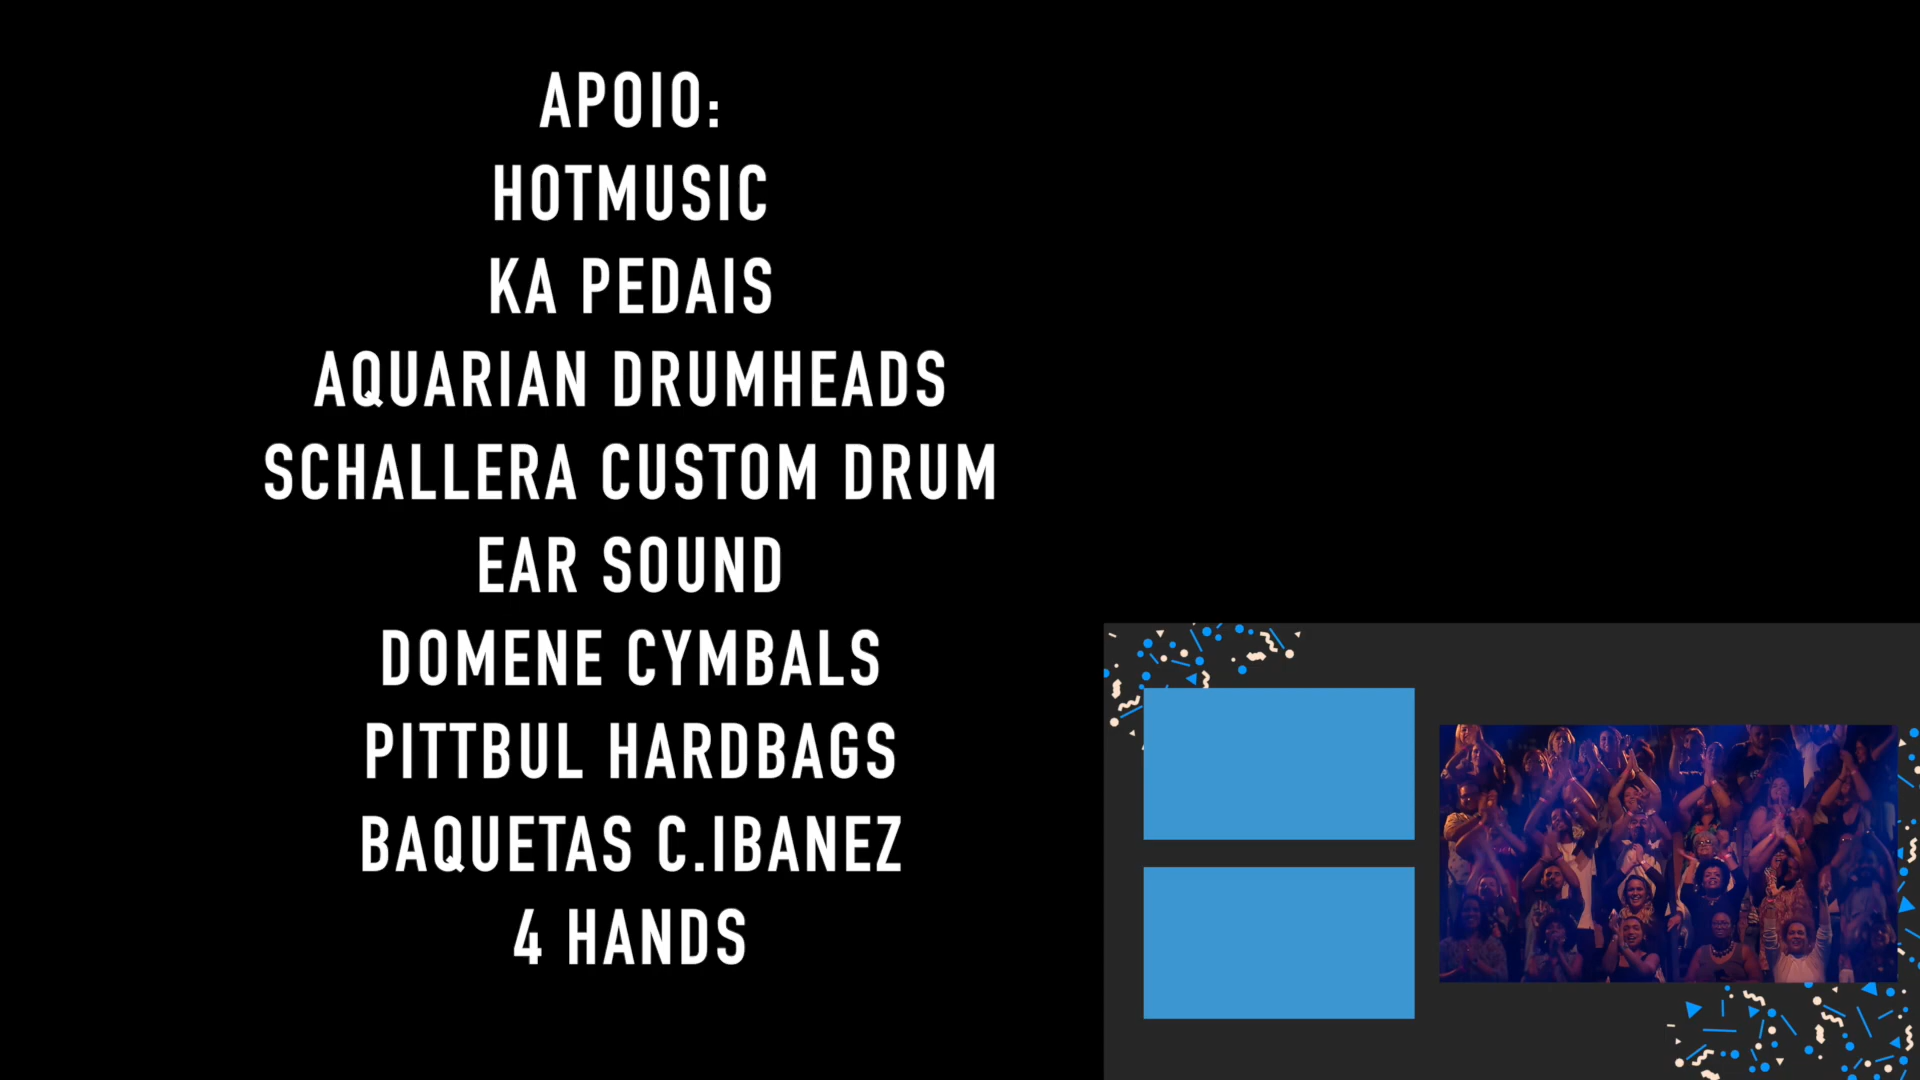 APOIO:
HOTMUSIC
KA PEDAIS
AQUARIAN DRUMHEADS
SCHALLERA CUSTOM DRUM
EAR SOUND
DOMENE CYMBALS
PITTBUL HARDBAGS
BAQUETAS C.IBANEZ
4 HANDS